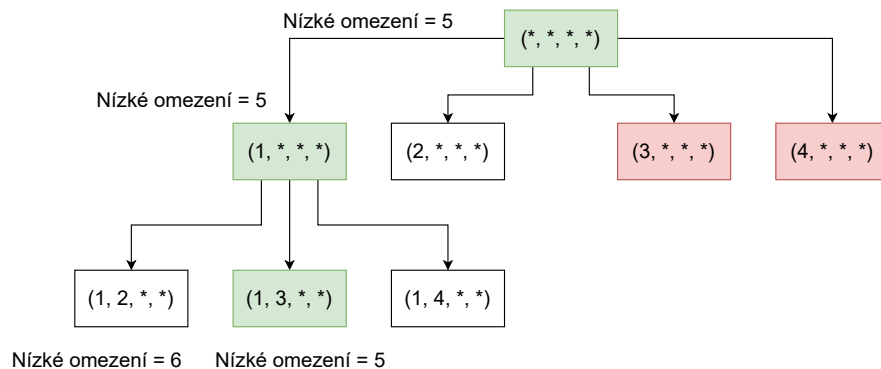 Nízké omezení = 5
(*, *, *, *)
Nízké omezení = 5
(1, *, *, *)
(2, *, *, *)
(3, *, *, *)
(4, *, *, *)
(1, 2, *, *)
(1, 3, *, *)
(1, 4, *, *)
Nízké omezení = 6
Nízké omezení = 5